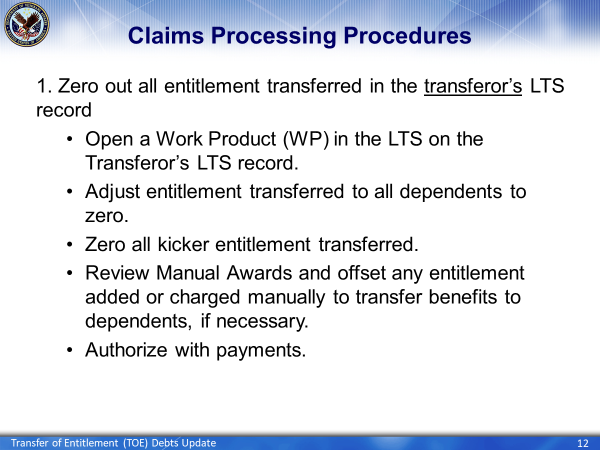 Claims Processing Procedures
1. Zero out all entitlement transferred in the transferor's LTS
record
• Open a Work Product (WP) in the LTS on the
Transferor's LTS record.
• Adjust entitlement transferred to all dependents to
zero.
• Zero all kicker entitlement transferred.
• Review Manual Awards and offset any entitlement
added or charged manually to transfer benefits to
dependents, if necessary.
• Authorize with payments.
Transfer of Entitlement (TOE) Debts Update
12